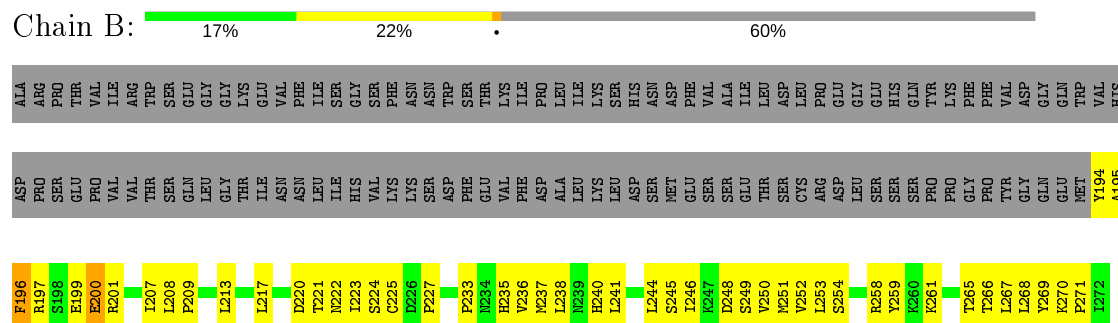 Chain B:
17% 22% • 60%
ALA ARG PRO THR VAL ILE ARG TRP SER GLU GLY GLY LYS GLU VAL PHE ILE SER GLY SER PHE ASN ASN TRP SER THR LYS ILE PRO LEU ILE LYS SER HIS ASN ASP PHE VAL ALA ILE LEU ASP LEU PRO GLU GLY GLU HIS GLN TYR LYS PHE PHE VAL ASP GLY GLN TRP VAL HIS
ASP PRO SER GLU PRO VAL VAL THR SER GLN LEU GLY THR ILE ASN ASN LEU ILE HIS VAL LYS LYS SER ASP PHE GLU VAL PHE ASP ALA LEU LYS LEU ASP SER MET GLU SER SER GLU THR SER CYS ARG ASP LEU SER SER SER PRO PRO GLY PRO TYR GLY GLN GLU MET Y194 A195
F196 R197 S198 E199 E200 R201 I207 L208 P209 L213 L217 D220 T221 N222 I223 S224 C225 D226 P227 P233 N234 H235 V236 M237 L238 N239 H240 L241 L244 S245 I246 K247 D248 S249 V250 M251 V252 L253 S254 R258 Y259 K260 K261 T265 T266 L267 L268 Y269 K270 P271 I272